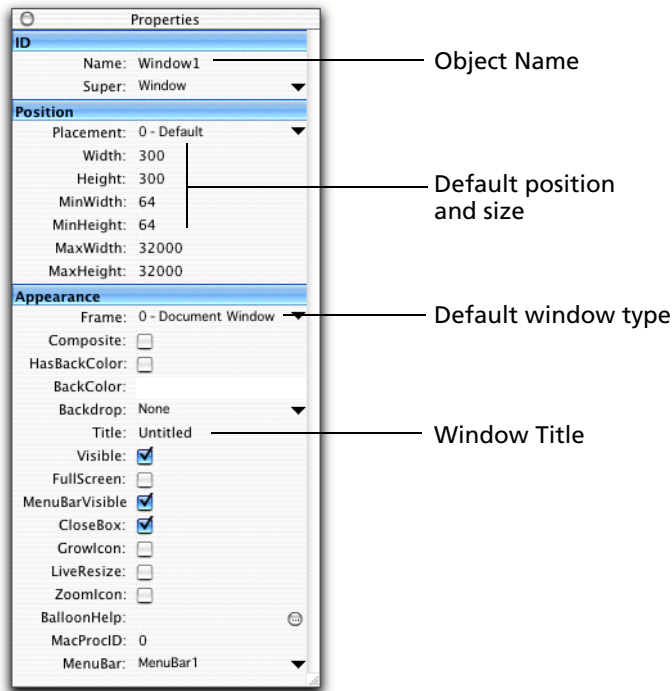 Properties
ID
Name: Window1
Super: Window
Position
Placement: 0 - Default
Width: 300
Height: 300
MinWidth: 64
MinHeight: 64
MaxWidth: 32000
MaxHeight: 32000
Appearance
Frame: 0 - Document Window
Composite:
HasBackColor:
BackColor:
Backdrop: None
Title: Untitled
Visible:
FullScreen:
MenuBarVisible
CloseBox:
GrowIcon:
LiveResize:
ZoomIcon:
BalloonHelp:
MacProcID: 0
MenuBar: MenuBar1
Object Name
Default position
and size
Default window type
Window Title